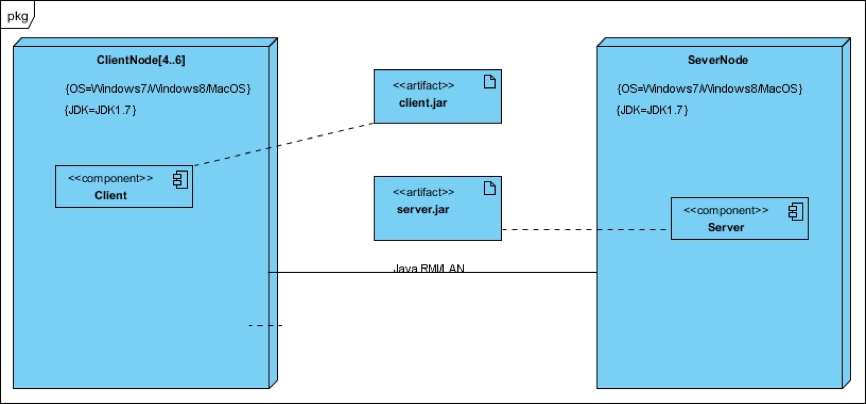 pkg
ClientNode[4..6]
{OS=Windows7/Windows8/MacOS}
{JDK=JDK1.7}
<<component>>
Client
<<artifact>>
client.jar
<<artifact>>
server.jar
Java RMI/LAN
SeverNode
{OS=Windows7/Windows8/MacOS}
{JDK=JDK1.7}
<<component>>
Server